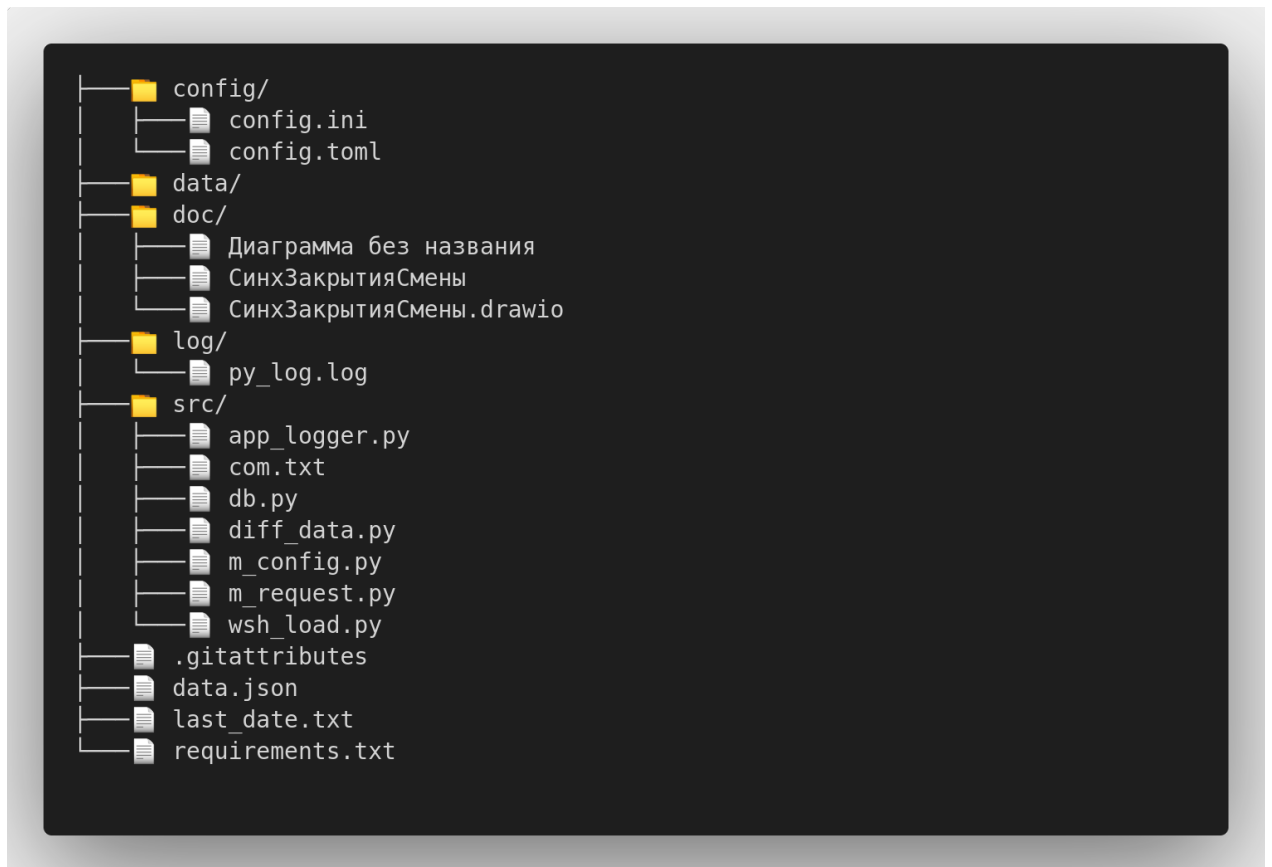 config/
config.ini
config.toml
data/
doc/
Диаграмма без названия
СинхЗакрытияСмены
СинхЗакрытияСмены.drawio
log/
py_log.log
src/
app_logger.py
com.txt
db.py
diff_data.py
m_config.py
m_request.py
wsh_load.py
.gitattributes
data.json
last_date.txt
requirements.txt